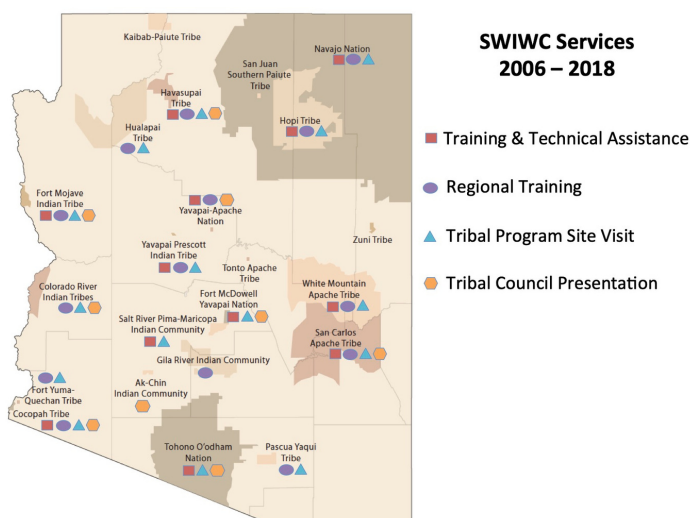 SWIWC Services
2006 – 2018
Training & Technical Assistance
Regional Training
Tribal Program Site Visit
Tribal Council Presentation
Kaibab-Paiute Tribe
Navajo Nation
San Juan
Southern Paiute
Tribe
Havasupai
Tribe
Hopi Tribe
Hualapai
Tribe
Fort Mojave
Indian Tribe
Yavapai-Apache
Nation
Zuni Tribe
Yavapai Prescott
Indian Tribe
Tonto Apache
Tribe
Colorado River
Indian Tribes
Fort McDowell
Yavapai Nation
White Mountain
Apache Tribe
Salt River Pima-Maricopa
Indian Community
San Carlos
Apache Tribe
Gila River Indian Community
Ak-Chin
Indian Community
Fort Yuma-
Quechan Tribe
Cocopah Tribe
Tohono O'odham
Nation
Pascua Yaqui
Tribe